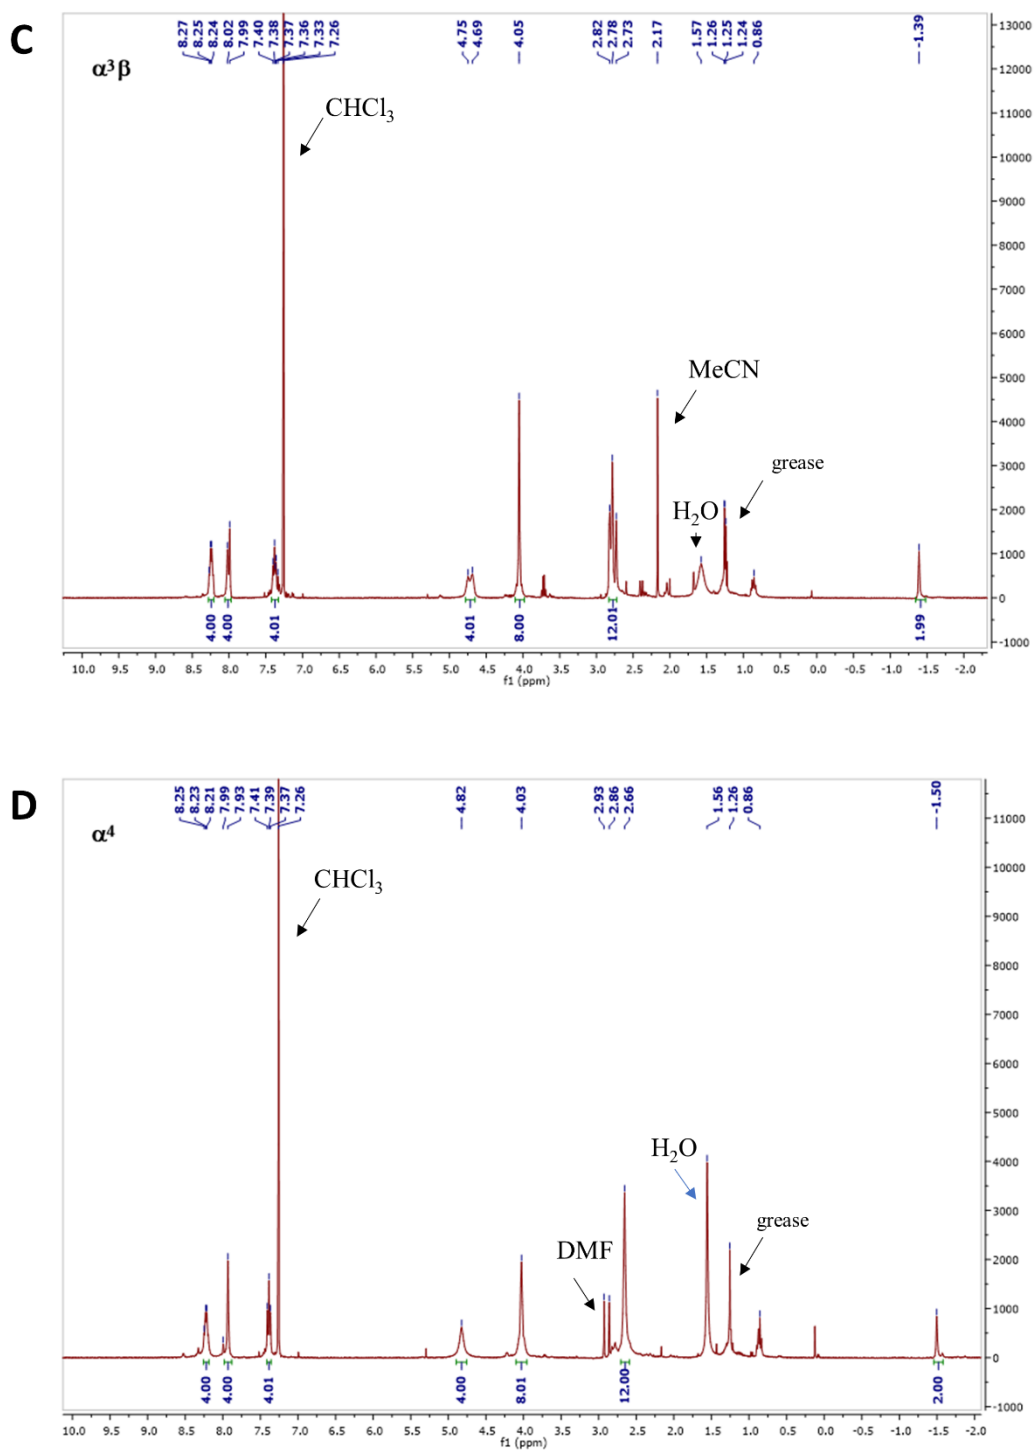 C
8.27 8.25 8.24 8.02 7.99 7.40 7.38 7.37 7.36 7.33 7.26 4.75 4.69 4.05 2.82 2.78 2.73 2.17 1.57 1.26 1.25 1.24 0.86 -1.39
α³β
CHCl₃
MeCN
grease
H₂O
13000
12000
11000
10000
9000
8000
7000
6000
5000
4000
3000
2000
1000
0
-1000
4.00 4.00 4.01 4.01 8.00 12.01 1.99
10.0 9.5 9.0 8.5 8.0 7.5 7.0 6.5 6.0 5.5 5.0 4.5 4.0 3.5 3.0 2.5 2.0 1.5 1.0 0.5 0.0 -0.5 -1.0 -1.5 -2.0
f1 (ppm)
D
8.25 8.23 8.21 7.99 7.93 7.41 7.39 7.37 7.26 4.82 4.03 2.93 2.86 2.66 1.56 1.26 0.86 -1.50
α⁴
CHCl₃
H₂O
grease
DMF
11000
10000
9000
8000
7000
6000
5000
4000
3000
2000
1000
0
-1000
4.00 4.00 4.01 4.00 8.01 12.00 2.00
10.0 9.5 9.0 8.5 8.0 7.5 7.0 6.5 6.0 5.5 5.0 4.5 4.0 3.5 3.0 2.5 2.0 1.5 1.0 0.5 0.0 -0.5 -1.0 -1.5 -2.0
f1 (ppm)